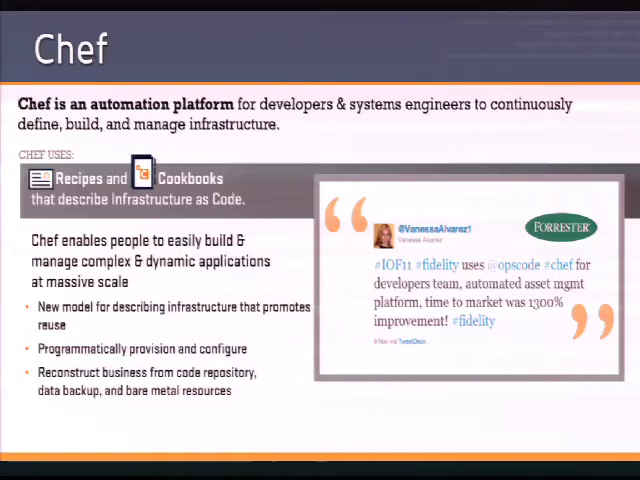 Chef
Chef is an automation platform for developers & systems engineers to continuously
define, build, and manage infrastructure.
CHEF USES:
Recipes and Cookbooks
that describe Infrastructure as Code.
Chef enables people to easily build &
manage complex & dynamic applications
at massive scale
• New model for describing infrastructure that promotes
reuse
• Programmatically provision and configure
• Reconstruct business from code repository,
data backup, and bare metal resources
“
@VanessaAlvarez1
Vanessa Alvarez
FORRESTER
#IOF11 #fidelity uses @opscode #chef for
developers team, automated asset mgmt
platform, time to market was 1300%
improvement! #fidelity
”
9 Nov via TweetDeck